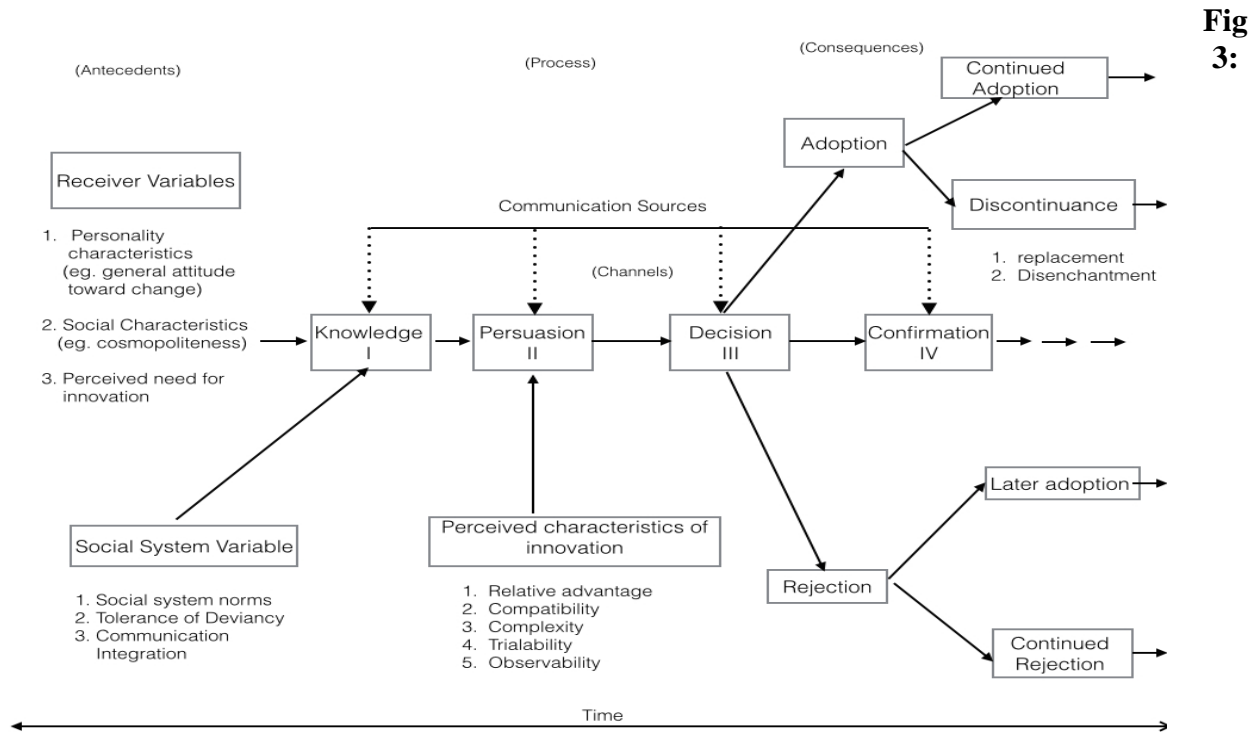 Fig
3:
(Antecedents)
(Process)
(Consequences)
Continued
Adoption
Adoption
Receiver Variables
Discontinuance
Communication Sources
1. Personality
characteristics
(eg. general attitude
toward change)
1. replacement
2. Disenchantment
(Channels)
2. Social Characteristics
(eg. cosmopoliteness)
Knowledge
I
Persuasion
II
Decision
III
Confirmation
IV
3. Perceived need for
innovation
Later adoption
Social System Variable
Perceived characteristics of
innovation
Rejection
1. Social system norms
2. Tolerance of Deviancy
3. Communication
Integration
1. Relative advantage
2. Compatibility
3. Complexity
4. Trialability
5. Observability
Continued
Rejection
Time